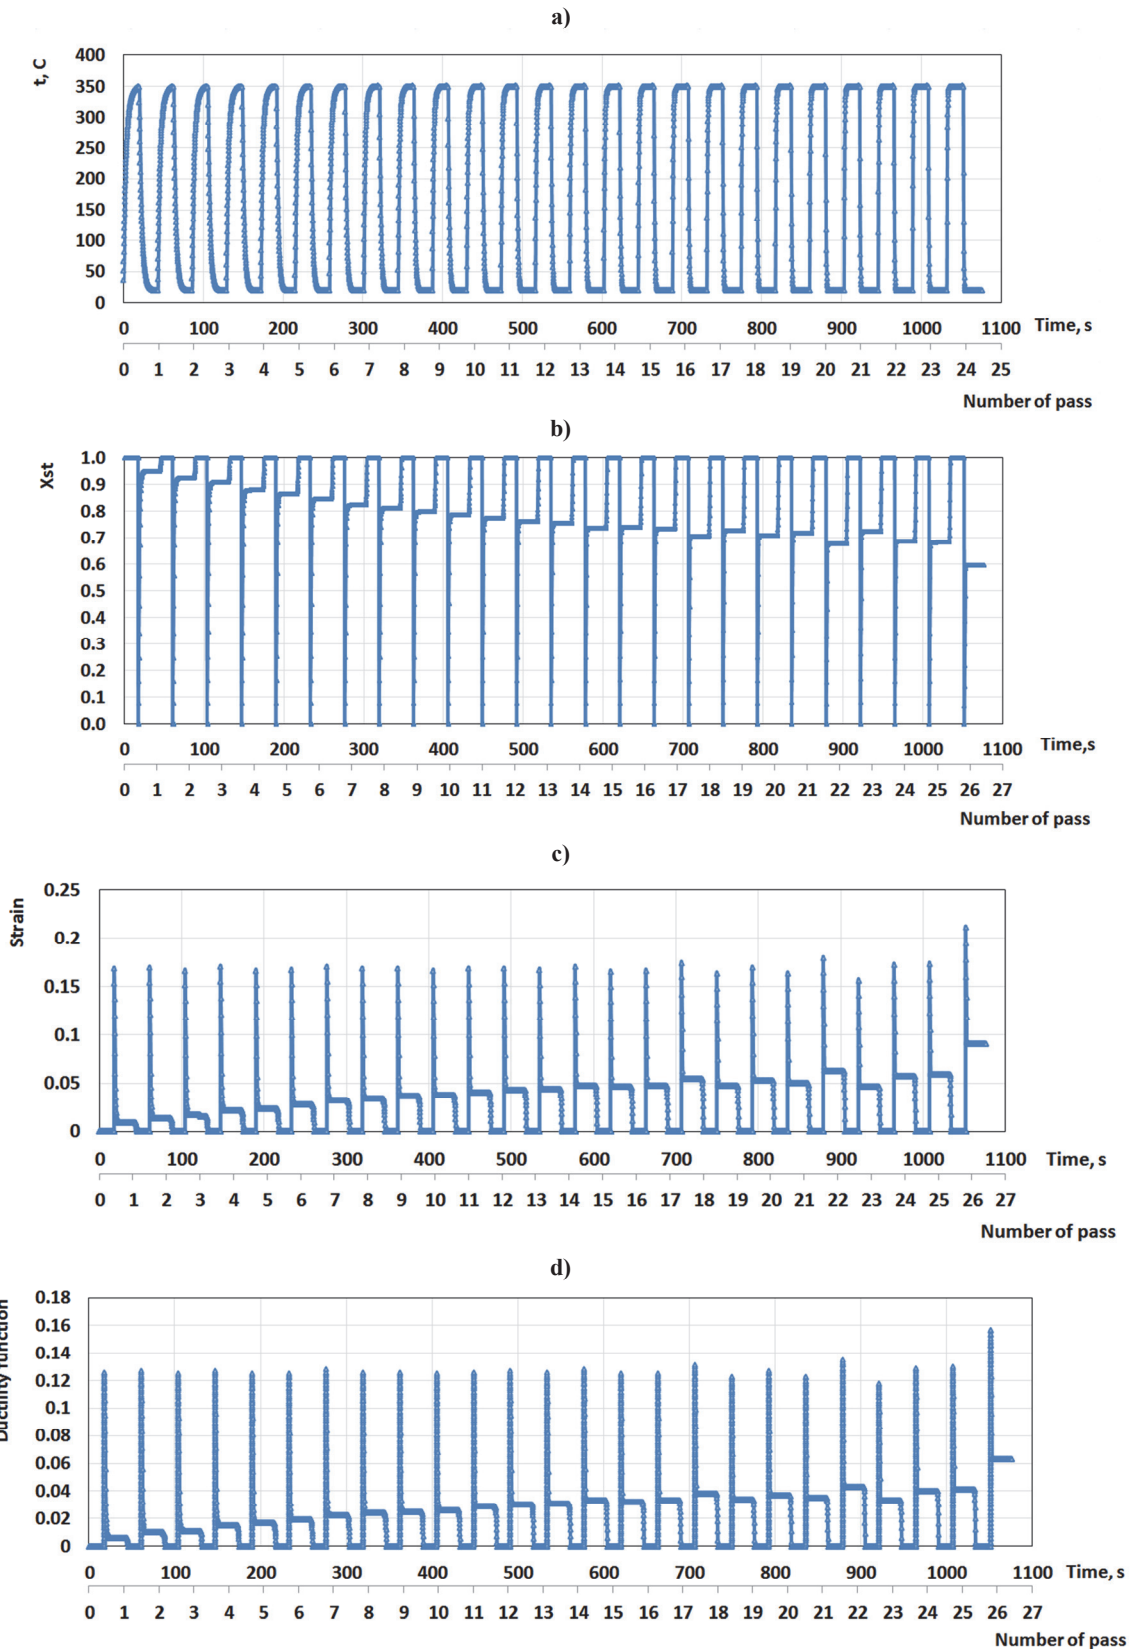 a)
t, C
400
350
300
250
200
150
100
50
0
0 100 200 300 400 500 600 700 800 900 1000 1100 Time, s
0 1 2 3 4 5 6 7 8 9 10 11 12 13 14 15 16 17 18 19 20 21 22 23 24 25
Number of pass
b)
Xst
1.0
0.9
0.8
0.7
0.6
0.5
0.4
0.3
0.2
0.1
0.0
0 100 200 300 400 500 600 700 800 900 1000 1100 Time,s
0 1 2 3 4 5 6 7 8 9 10 11 12 13 14 15 16 17 18 19 20 21 22 23 24 25 26 27
Number of pass
c)
Strain
0.25
0.2
0.15
0.1
0.05
0
0 100 200 300 400 500 600 700 800 900 1000 1100 Time, s
0 1 2 3 4 5 6 7 8 9 10 11 12 13 14 15 16 17 18 19 20 21 22 23 24 25 26 27
Number of pass
d)
Ductility function
0.18
0.16
0.14
0.12
0.1
0.08
0.06
0.04
0.02
0
0 100 200 300 400 500 600 700 800 900 1000 1100 Time, s
0 1 2 3 4 5 6 7 8 9 10 11 12 13 14 15 16 17 18 19 20 21 22 23 24 25 26 27
Number of pass